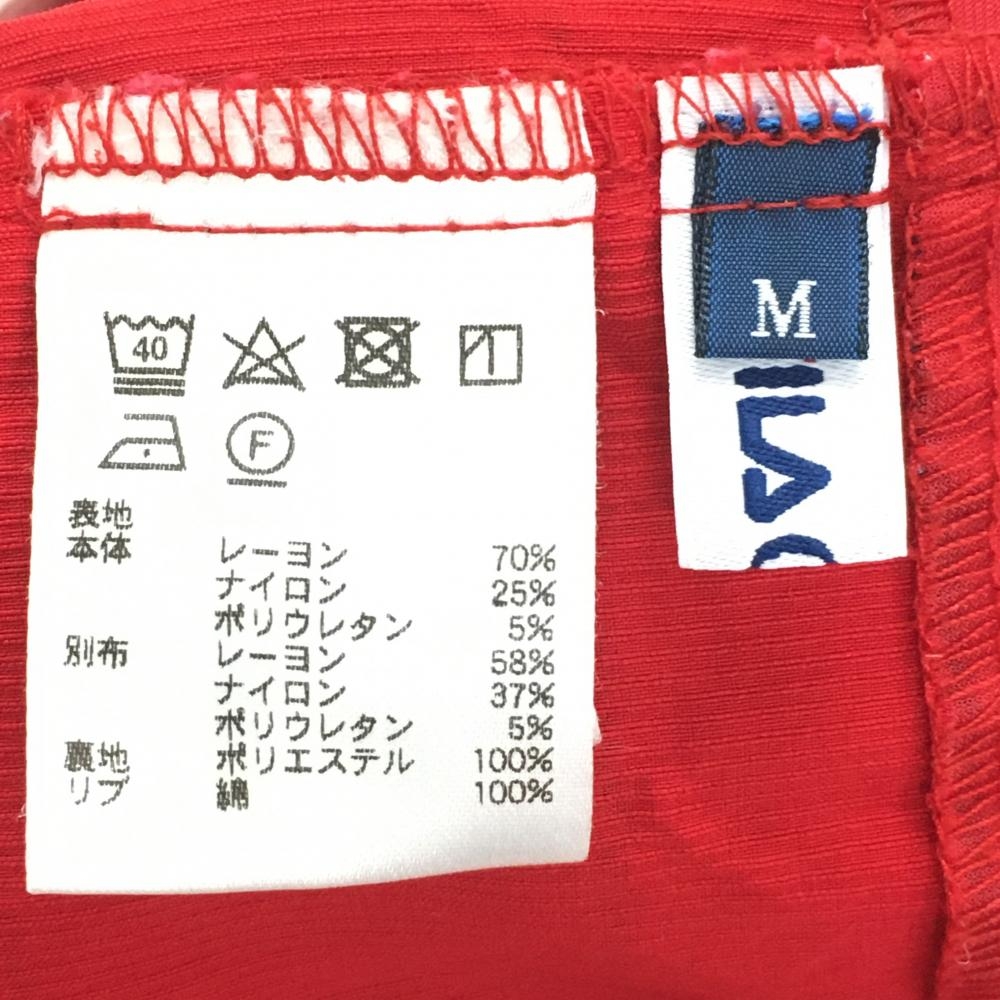 40
F
表地
本体
レーヨン 70%
ナイロン 25%
ポリウレタン 5%
別布 レーヨン 58%
ナイロン 37%
ポリウレタン 5%
裏地 ポリエステル 100%
リブ 綿 100%
M